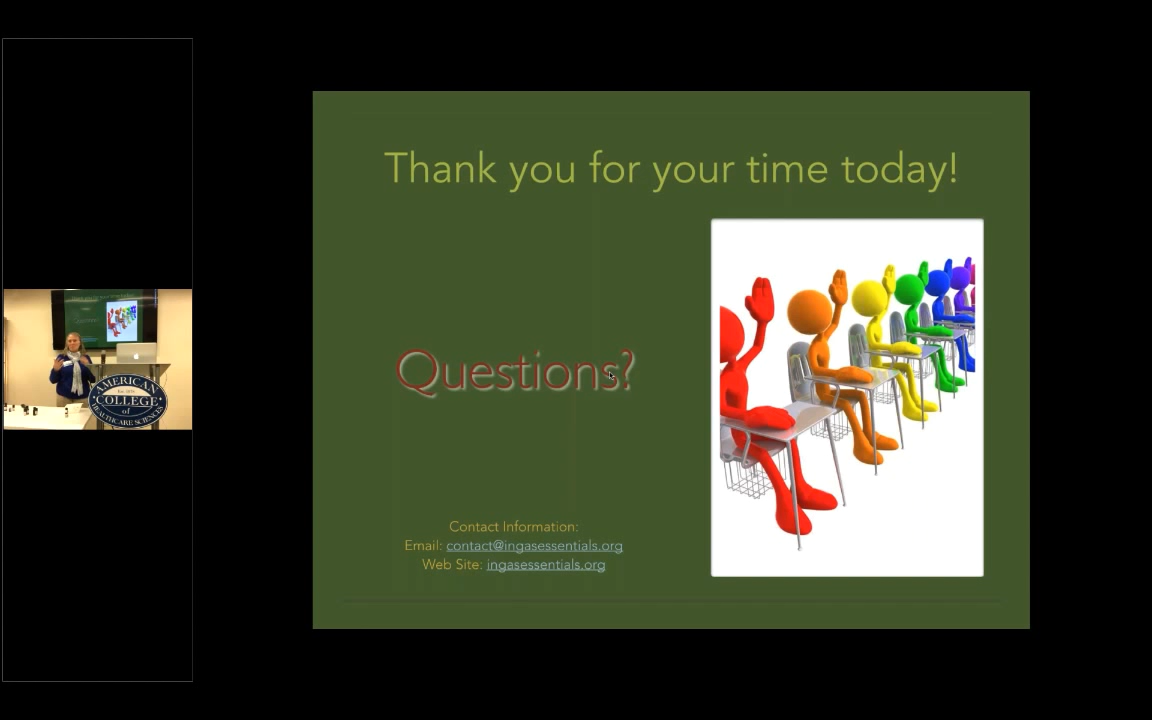 Thank you for your time today!
Questions?
Contact Information:
Email: contact@ingasessentials.org
Web Site: ingasessentials.org
AMERICAN
COLLEGE
of
HEALTHCARE SCIENCES